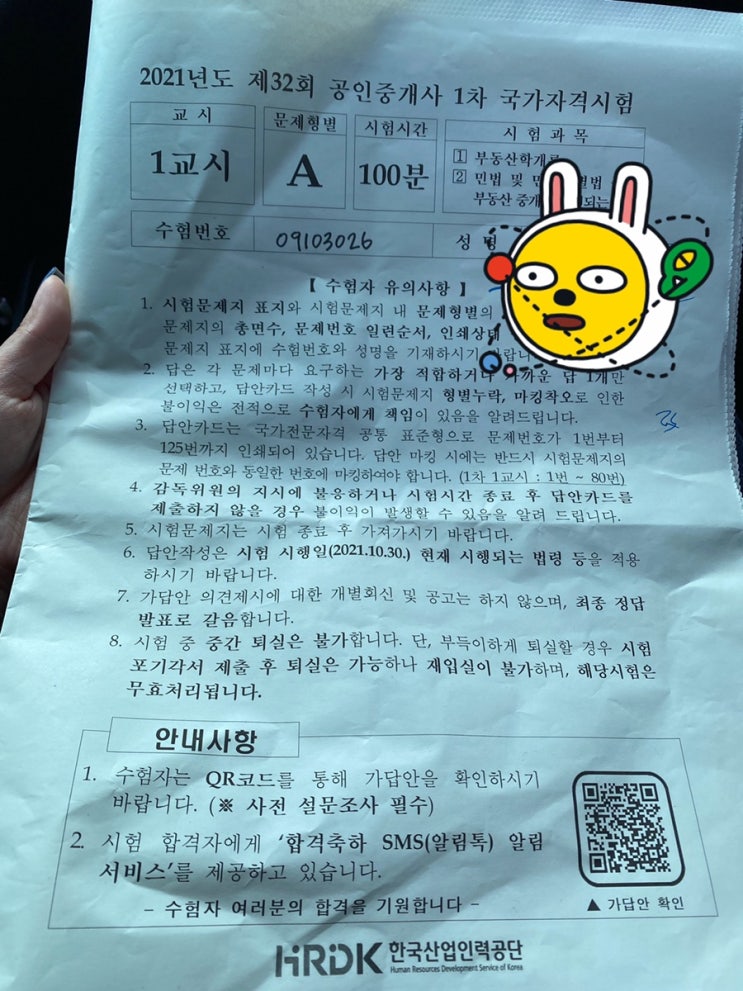 2021년도 제32회 공인중개사 1차 국가자격시험
교 시
문제형별
시험시간
시 험 과 목
1교시
A
100분
1 부동산학개론
2 민법 및 민
부동산 중개
수험번호
09103026
성 명
【 수험자 유의사항 】
1. 시험문제지 표지와 시험문제지 내 문제형별의
문제지의 총면수, 문제번호 일련순서, 인쇄상태
문제지 표지에 수험번호와 성명을 기재하시기
2. 답은 각 문제마다 요구하는 가장 적합하거나 가까운 답 1개만
선택하고, 답안카드 작성 시 시험문제지 형별누락, 마킹착오로 인한
불이익은 전적으로 수험자에게 책임이 있음을 알려드립니다.
3. 답안카드는 국가전문자격 공통 표준형으로 문제번호가 1번부터
125번까지 인쇄되어 있습니다. 답안 마킹 시에는 반드시 시험문제지의
문제 번호와 동일한 번호에 마킹하여야 합니다. (1차 1교시 : 1번 ~ 80번)
4. 감독위원의 지시에 불응하거나 시험시간 종료 후 답안카드를
제출하지 않을 경우 불이익이 발생할 수 있음을 알려 드립니다.
5. 시험문제지는 시험 종료 후 가져가시기 바랍니다.
6. 답안작성은 시험 시행일(2021.10.30.) 현재 시행되는 법령 등을 적용
하시기 바랍니다.
7. 가답안 의견제시에 대한 개별회신 및 공고는 하지 않으며, 최종 정답
발표로 갈음합니다.
8. 시험 중 중간 퇴실은 불가합니다. 단, 부득이하게 퇴실할 경우 시험
포기각서 제출 후 퇴실은 가능하나 재입실이 불가하며, 해당시험은
무효처리됩니다.
안내사항
1. 수험자는 QR코드를 통해 가답안을 확인하시기
바랍니다. (※ 사전 설문조사 필수)
2. 시험 합격자에게 '합격축하 SMS(알림톡) 알림
서비스'를 제공하고 있습니다.
- 수험자 여러분의 합격을 기원합니다 -
▲ 가답안 확인
HRDK 한국산업인력공단
Human Resources Development Service of Korea